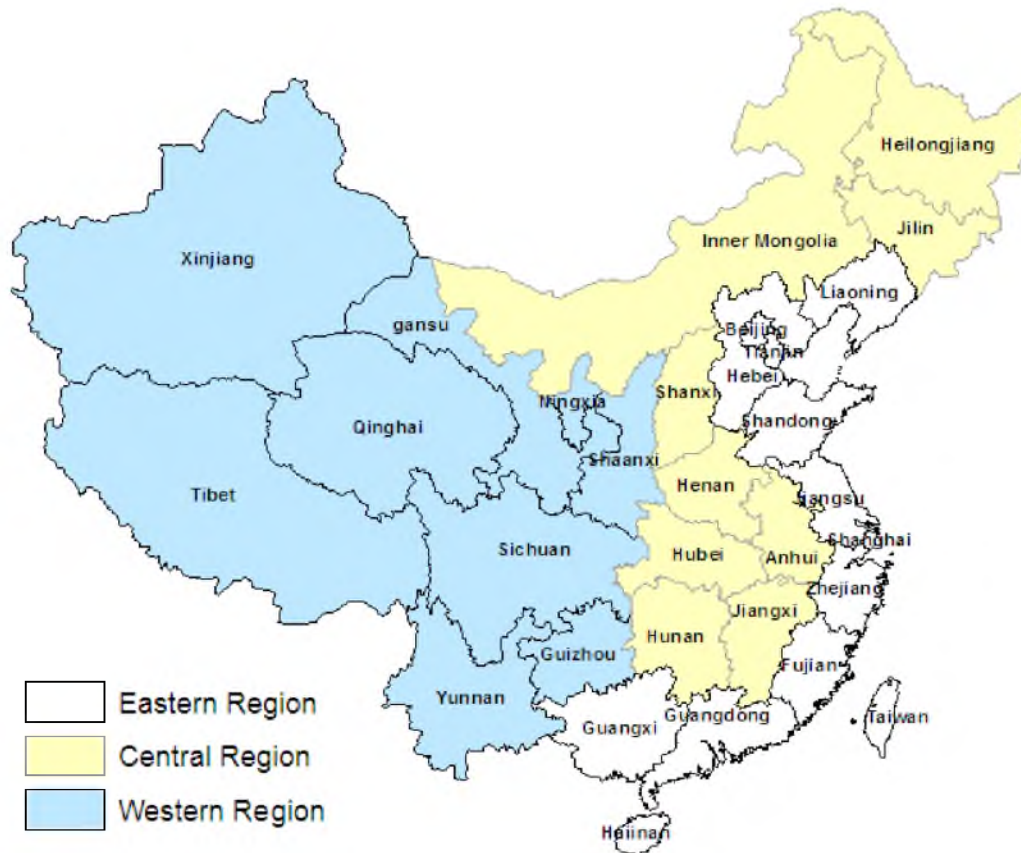 Heilongjiang
Jilin
Inner Mongolia
Xinjiang
Liaoning
gansu
Beijing
Tianjin
Hebei
Shanxi
Ningxia
Shandong
Qinghai
Shaanxi
Henan
Tibet
Jiangsu
Shanghai
Sichuan
Hubei
Anhui
Zhejiang
Jiangxi
Hunan
Guizhou
Fujian
Yunnan
Eastern Region
Guangxi
Guangdong
Taiwan
Central Region
Western Region
Hainan